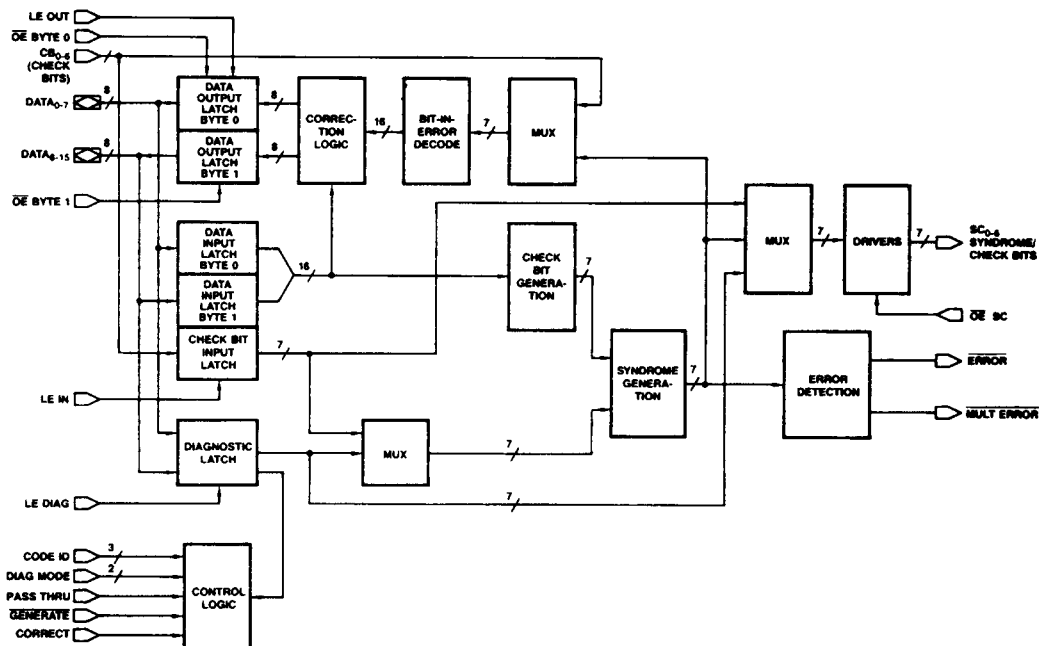 LE OUT
OE BYTE 0
CB0-6
(CHECK
BITS)
DATA0-7
8
DATA8-15
8
OE BYTE 1
DATA
OUTPUT
LATCH
BYTE 0
DATA
OUTPUT
LATCH
BYTE 1
8
8
CORREC-
TION
LOGIC
16
BIT-IN-
ERROR
DECODE
7
MUX
DATA
INPUT
LATCH
BYTE 0
DATA
INPUT
LATCH
BYTE 1
16
CHECK
BIT
GENERA-
TION
7
MUX
7
DRIVERS
7
SC0-6
SYNDROME/
CHECK BITS
OE SC
CHECK BIT
INPUT
LATCH
7
LE IN
SYNDROME
GENERA-
TION
7
ERROR
DETECTION
ERROR
MULT ERROR
DIAGNOSTIC
LATCH
MUX
7
7
LE DIAG
CODE ID
3
DIAG MODE
2
PASS THRU
GENERATE
CORRECT
CONTROL
LOGIC